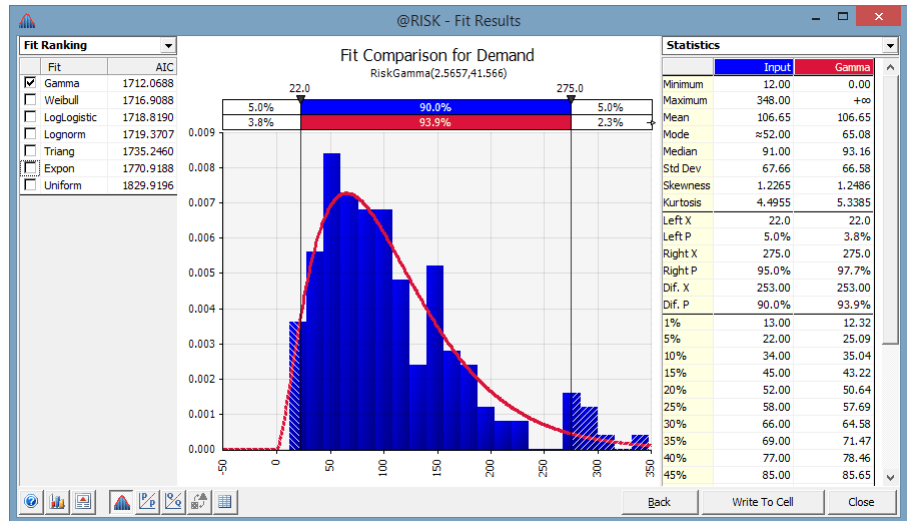 @RISK - Fit Results
Fit Ranking
Fit AIC
Gamma 1712.0688
Weibull 1716.9088
LogLogistic 1718.8190
Lognorm 1719.3707
Triang 1735.2460
Expon 1770.9188
Uniform 1829.9196
Fit Comparison for Demand
RiskGamma(2.5657,41.566)
22.0 275.0
5.0% 90.0% 5.0%
3.8% 93.9% 2.3%
0.009
0.008
0.007
0.006
0.005
0.004
0.003
0.002
0.001
0.000
-50 0 50 100 150 200 250 300 350
Statistics
Input Gamma
Minimum 12.00 0.00
Maximum 348.00 +∞
Mean 106.65 106.65
Mode ≈52.00 65.08
Median 91.00 93.16
Std Dev 67.66 66.58
Skewness 1.2265 1.2486
Kurtosis 4.4955 5.3385
Left X 22.0 22.0
Left P 5.0% 3.8%
Right X 275.0 275.0
Right P 95.0% 97.7%
Dif. X 253.00 253.00
Dif. P 90.0% 93.9%
1% 13.00 12.32
5% 22.00 25.09
10% 34.00 35.04
15% 45.00 43.22
20% 52.00 50.64
25% 58.00 57.69
30% 66.00 64.58
35% 69.00 71.47
40% 77.00 78.46
45% 85.00 85.65
P/P Q/Q
Back Write To Cell Close